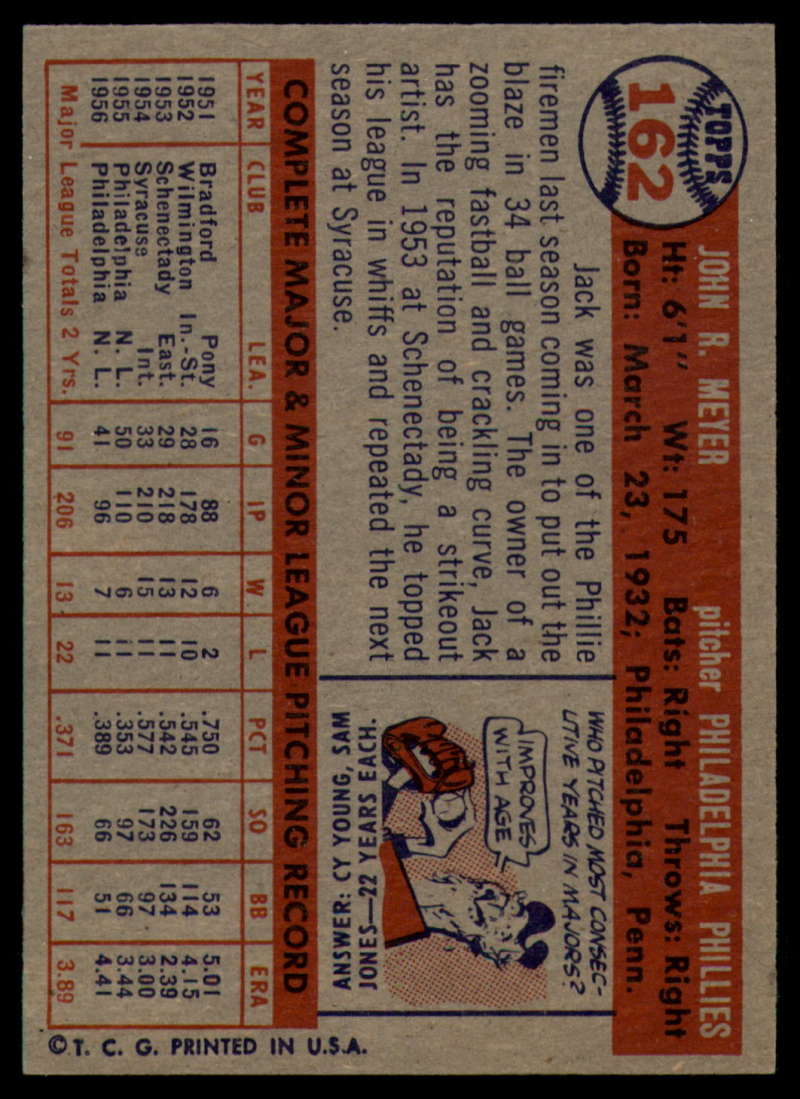 TOPPS
162
JOHN R. MEYER pitcher PHILADELPHIA PHILLIES
Ht: 6'1" Wt: 175 Bats: Right Throws: Right
Born: March 23, 1932; Philadelphia, Penn.
Jack was one of the Phillie
firemen last season coming in to put out the
blaze in 34 ball games. The owner of a
zooming fastball and crackling curve, Jack
has the reputation of being a strikeout
artist. In 1953 at Schenectady, he topped
his league in whiffs and repeated the next
season at Syracuse.
WHO PITCHED MOST CONSEC-
UTIVE YEARS IN MAJORS?
IMPROVES
WITH AGE
ANSWER: CY YOUNG, SAM
JONES—22 YEARS EACH.
COMPLETE MAJOR & MINOR LEAGUE PITCHING RECORD
YEAR CLUB LEA. G IP W L PCT SO BB ERA
1951 Bradford Pony 16 88 6 2 .750 62 53 5.01
1952 Wilmington In.-St. 28 178 12 10 .545 159 114 4.15
1953 Schenectady East. 29 218 13 11 .542 226 134 2.39
1954 Syracuse Int. 33 210 15 11 .577 173 97 3.00
1955 Philadelphia N. L. 50 110 6 11 .353 97 66 3.44
1956 Philadelphia N. L. 41 96 7 11 .389 66 51 4.41
Major League Totals 2 Yrs. 91 206 13 22 .371 163 117 3.89
© T. C. G. PRINTED IN U.S.A.